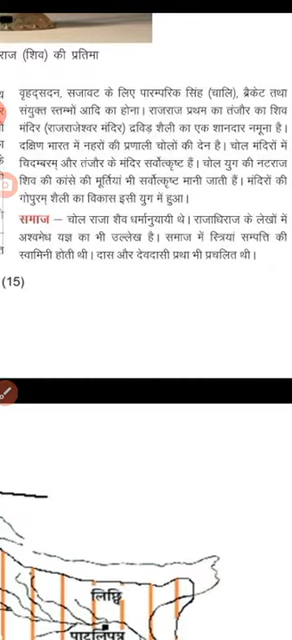 राज (शिव) की प्रतिमा
वृहद्सदन, सजावट के लिए पारम्परिक सिंह (चालि), ब्रैकेट तथा
संयुक्त स्तम्भों आदि का होना। राजराज प्रथम का तंजौर का शिव
मंदिर (राजराजेश्वर मंदिर) द्रविड़ शैली का एक शानदार नमूना है।
दक्षिण भारत में नहरों की प्रणाली चोलों की देन है। चोल मंदिरों में
चिदम्बरम् और तंजौर के मंदिर सर्वोत्कृष्ट हैं। चोल युग की नटराज
शिव की कांसे की मूर्तियां भी सर्वोत्कृष्ट मानी जाती हैं। मंदिरों की
गोपुरम् शैली का विकास इसी युग में हुआ।
समाज – चोल राजा शैव धर्मानुयायी थे। राजाधिराज के लेखों में
अश्वमेध यज्ञ का भी उल्लेख है। समाज में स्त्रियां सम्पत्ति की
स्वामिनी होती थी। दास और देवदासी प्रथा भी प्रचलित थी।
(15)
लिछि
पाटलिपुत्र